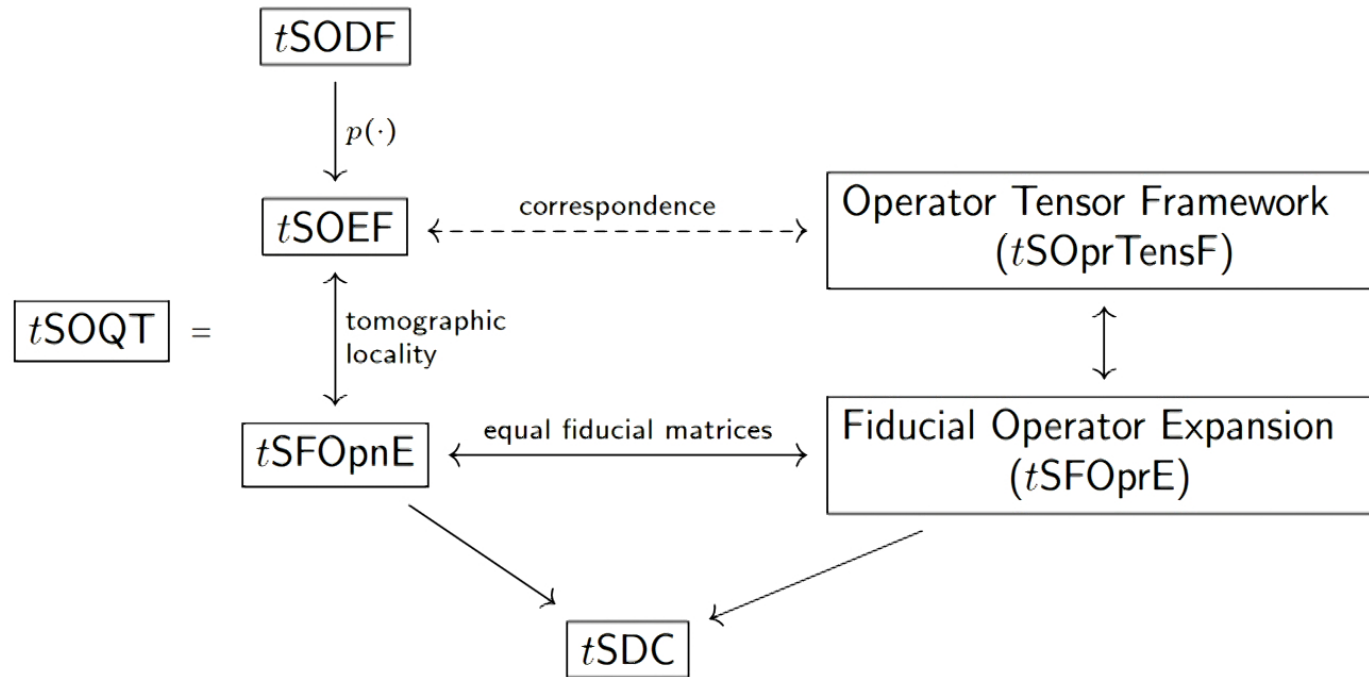 tSODF
p(·)
tSOEF
correspondence
Operator Tensor Framework
(tSOprTensF)
tSOQT =
tomographic
locality
tSFOpnE
equal fiducial matrices
Fiducial Operator Expansion
(tSFOprE)
tSDC